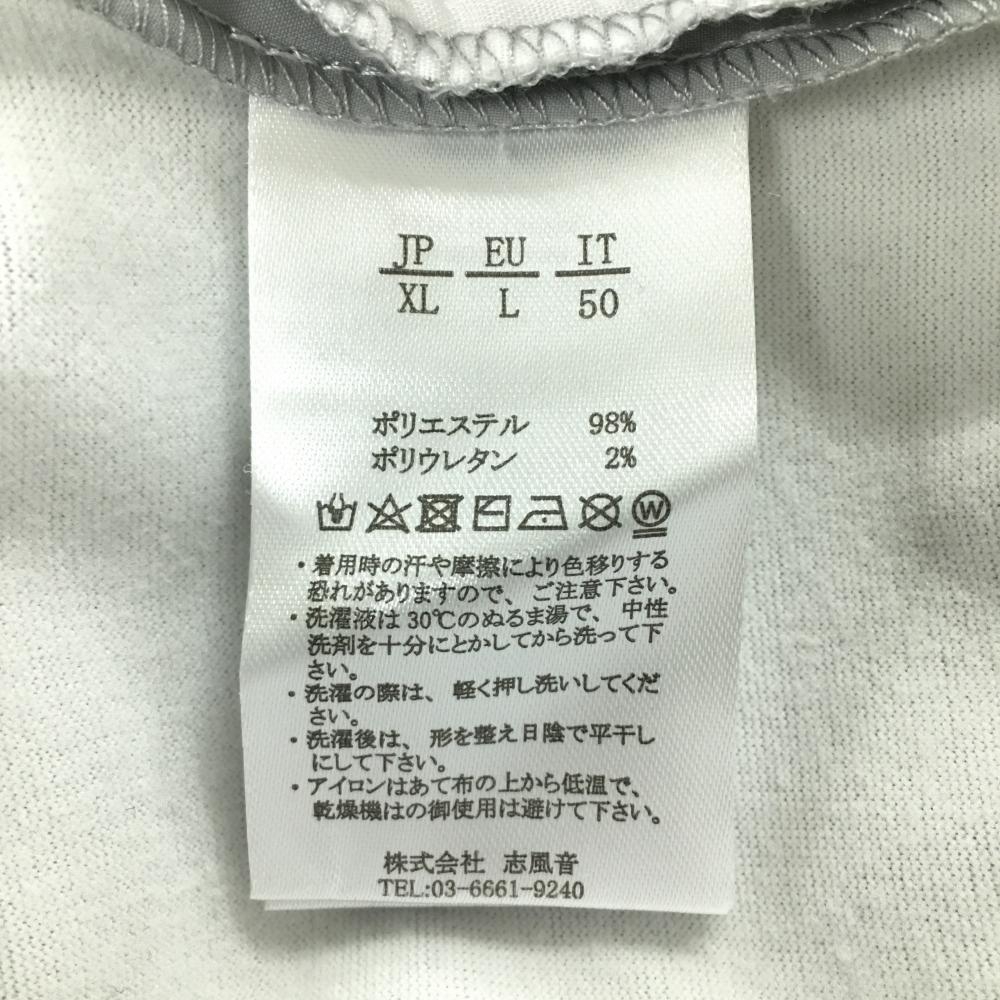 JP EU IT
XL L 50
ポリエステル 98%
ポリウレタン 2%
W
・着用時の汗や摩擦により色移りする
恐れがありますので、ご注意下さい。
・洗濯液は30℃のぬるま湯で、中性
洗剤を十分にとかしてから洗って下
さい。
・洗濯の際は、軽く押し洗いしてくだ
さい。
・洗濯後は、形を整え日陰で平干し
にして下さい。
・アイロンはあて布の上から低温で、
乾燥機はの御使用は避けて下さい。
株式会社 志風音
TEL:03-6661-9240